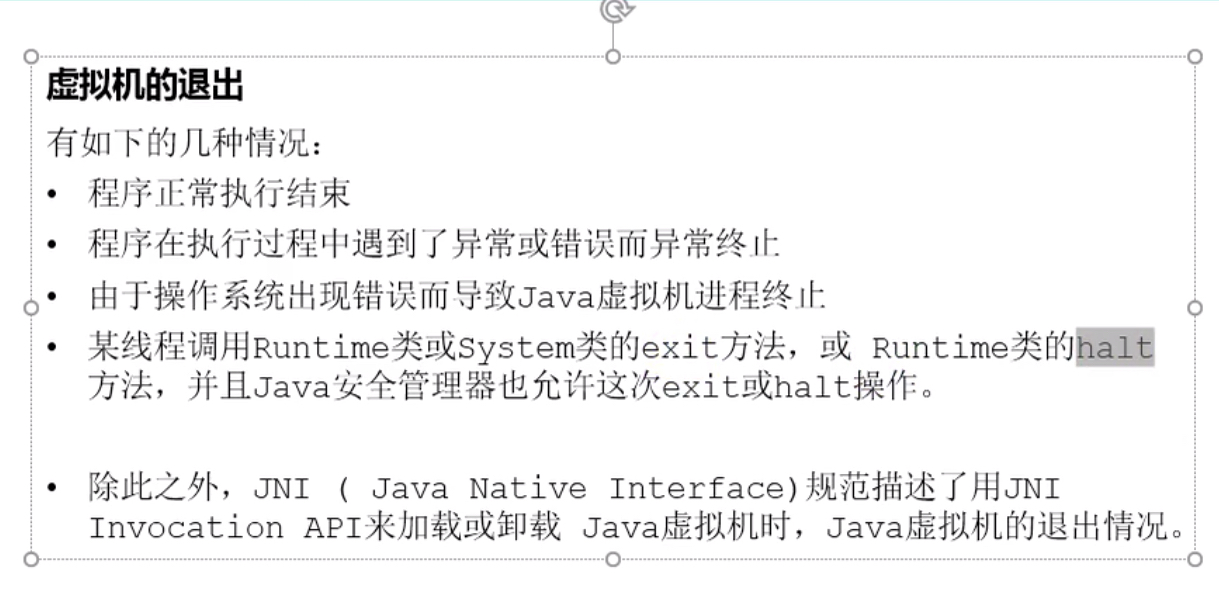 虚拟机的退出
有如下的几种情况：
• 程序正常执行结束
• 程序在执行过程中遇到了异常或错误而异常终止
• 由于操作系统出现错误而导致Java虚拟机进程终止
• 某线程调用Runtime类或System类的exit方法，或 Runtime类的halt
方法，并且Java安全管理器也允许这次exit或halt操作。
• 除此之外，JNI ( Java Native Interface)规范描述了用JNI
Invocation API来加载或卸载 Java虚拟机时，Java虚拟机的退出情况。